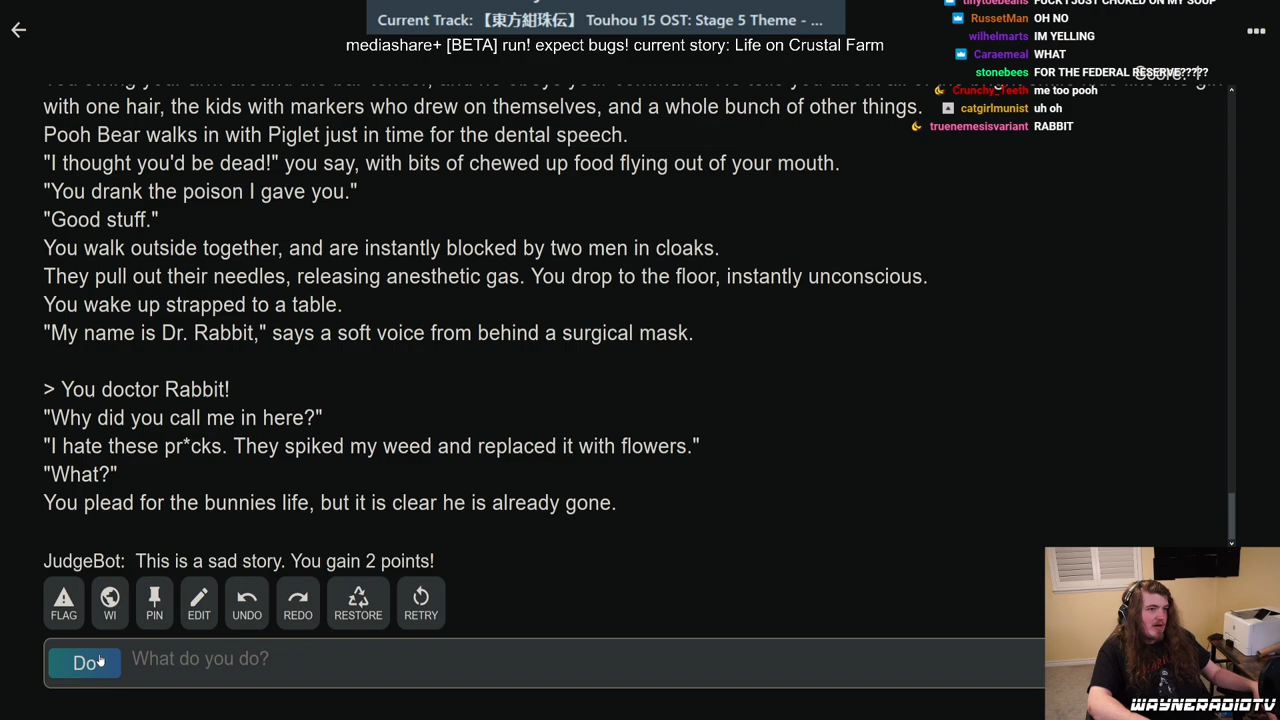 Current Track: 【東方紺珠伝】 Touhou 15 OST: Stage 5 Theme - ...
mediashare+ [BETA] run! expect bugs! current story: Life on Crustal Farm
tinytoebeans FUCK I JUST CHOKED ON MY SOUP
RussetMan OH NO
wilhelmarts IM YELLING
Caraemeal WHAT
stonebees FOR THE FEDERAL RESERVE?????
Crunchy_Teeth me too pooh
catgirlmunist uh oh
truenemesisvariant RABBIT
with one hair, the kids with markers who drew on themselves, and a whole bunch of other things.
Pooh Bear walks in with Piglet just in time for the dental speech.
"I thought you'd be dead!" you say, with bits of chewed up food flying out of your mouth.
"You drank the poison I gave you."
"Good stuff."
You walk outside together, and are instantly blocked by two men in cloaks.
They pull out their needles, releasing anesthetic gas. You drop to the floor, instantly unconscious.
You wake up strapped to a table.
"My name is Dr. Rabbit," says a soft voice from behind a surgical mask.
> You doctor Rabbit!
"Why did you call me in here?"
"I hate these pr*cks. They spiked my weed and replaced it with flowers."
"What?"
You plead for the bunnies life, but it is clear he is already gone.
JudgeBot: This is a sad story. You gain 2 points!
FLAG WI PIN EDIT UNDO REDO RESTORE RETRY
Do What do you do?
WAYNERADIOTV